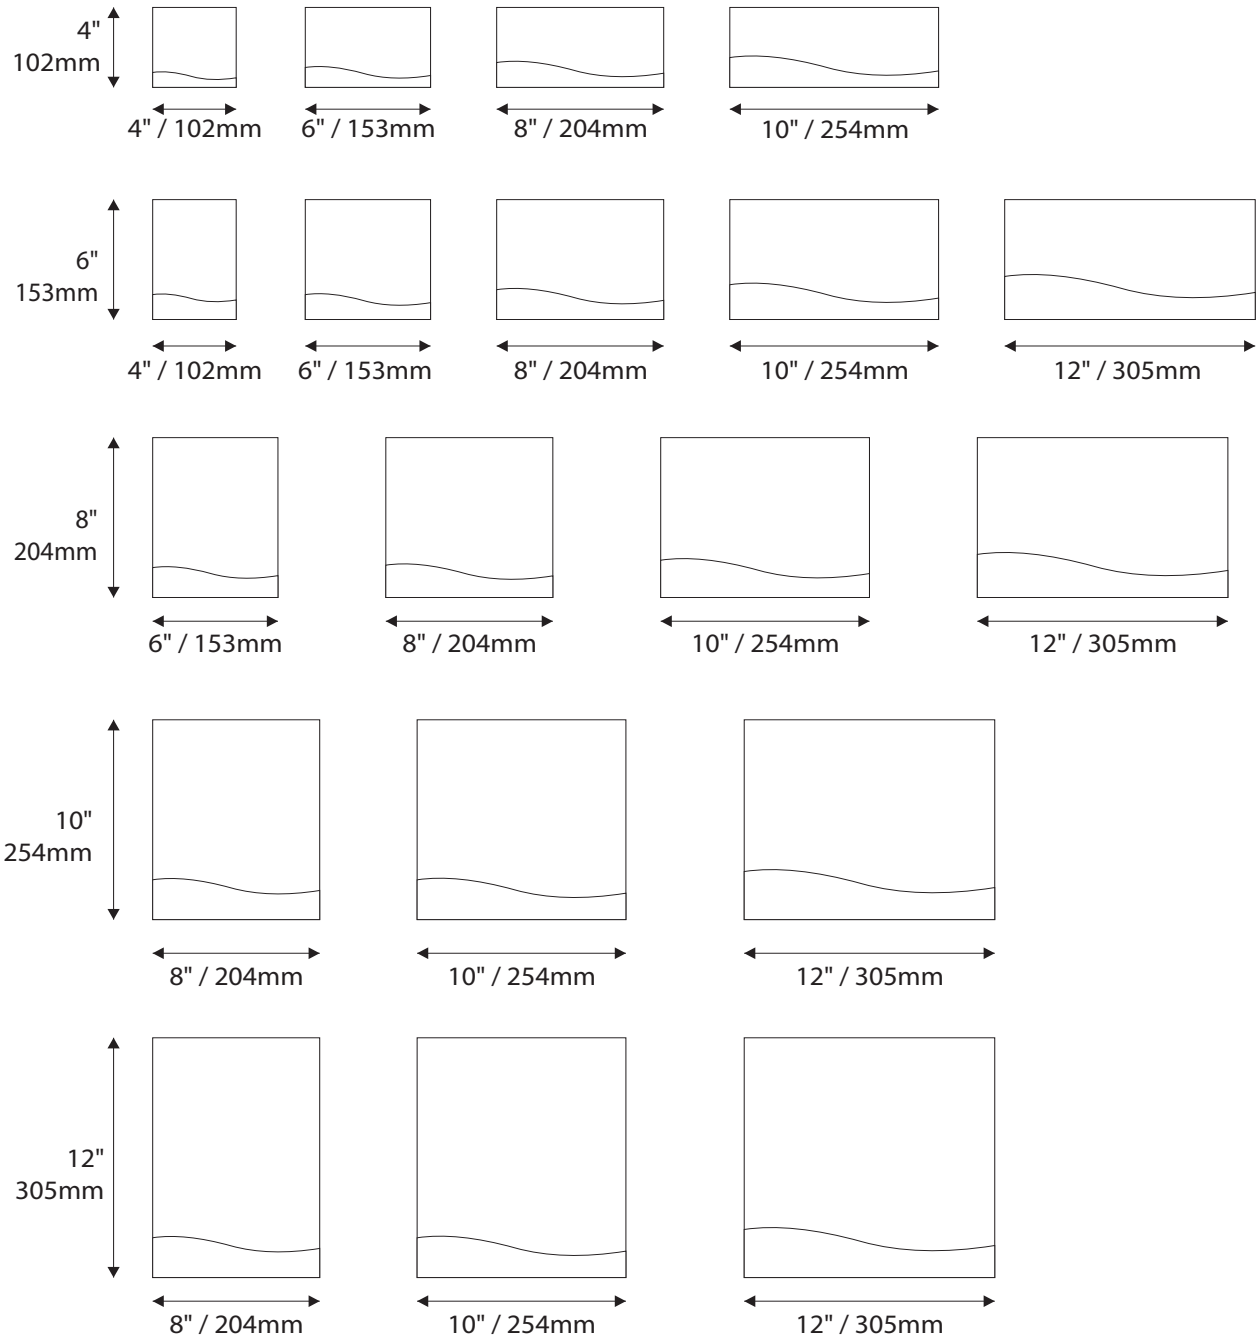 4"
102mm
4" / 102mm 6" / 153mm 8" / 204mm 10" / 254mm
6"
153mm
4" / 102mm 6" / 153mm 8" / 204mm 10" / 254mm 12" / 305mm
8"
204mm
6" / 153mm 8" / 204mm 10" / 254mm 12" / 305mm
10"
254mm
8" / 204mm 10" / 254mm 12" / 305mm
12"
305mm
8" / 204mm 10" / 254mm 12" / 305mm